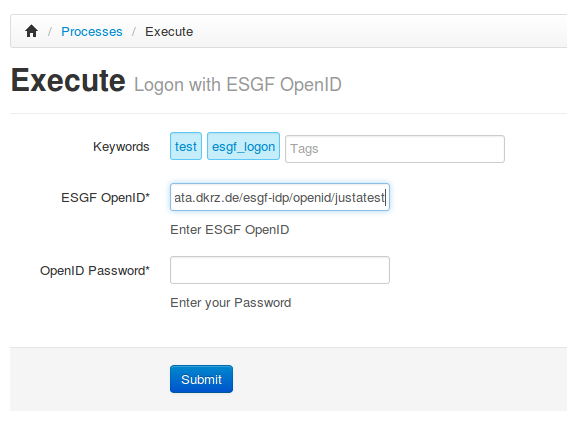 / Processes / Execute
Execute Logon with ESGF OpenID
Keywords test esgf_logon Tags
ESGF OpenID* ata.dkrz.de/esgf-idp/openid/justatest
Enter ESGF OpenID
OpenID Password*
Enter your Password
Submit